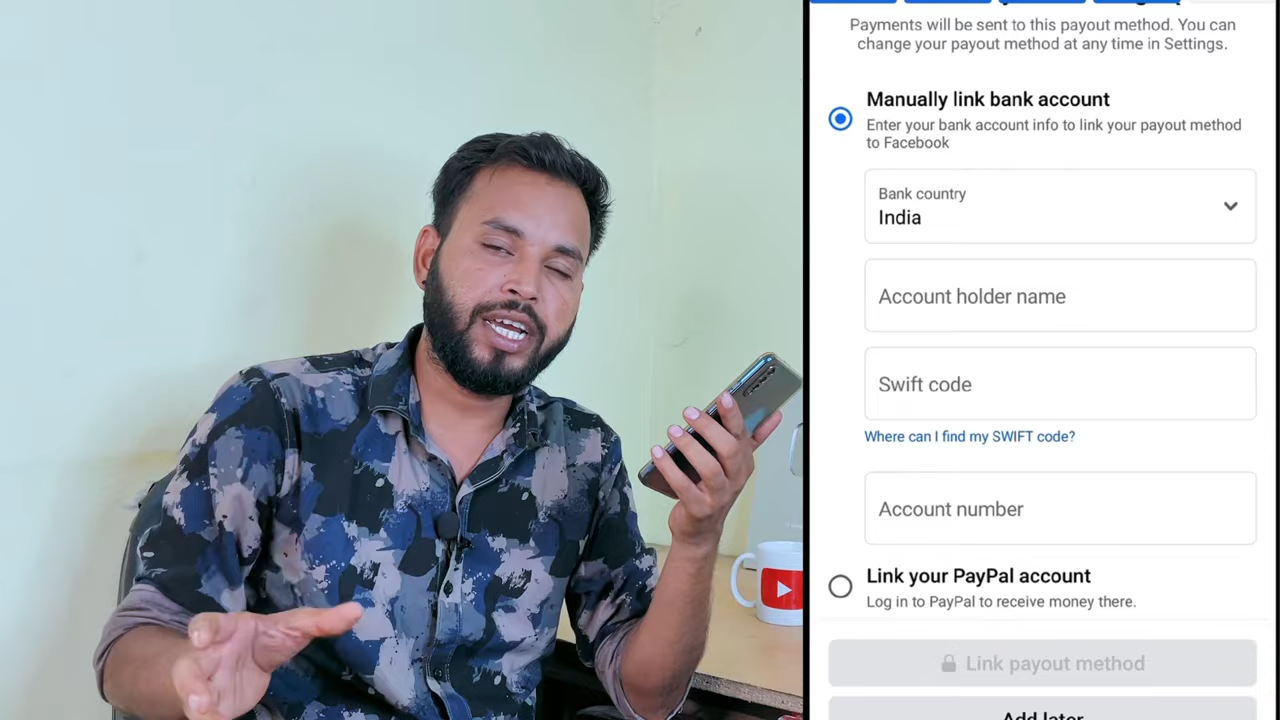 Payments will be sent to this payout method. You can
change your payout method at any time in Settings.
Manually link bank account
Enter your bank account info to link your payout method
to Facebook
Bank country
India
Account holder name
Swift code
Where can I find my SWIFT code?
Account number
Link your PayPal account
Log in to PayPal to receive money there.
Link payout method
Add later